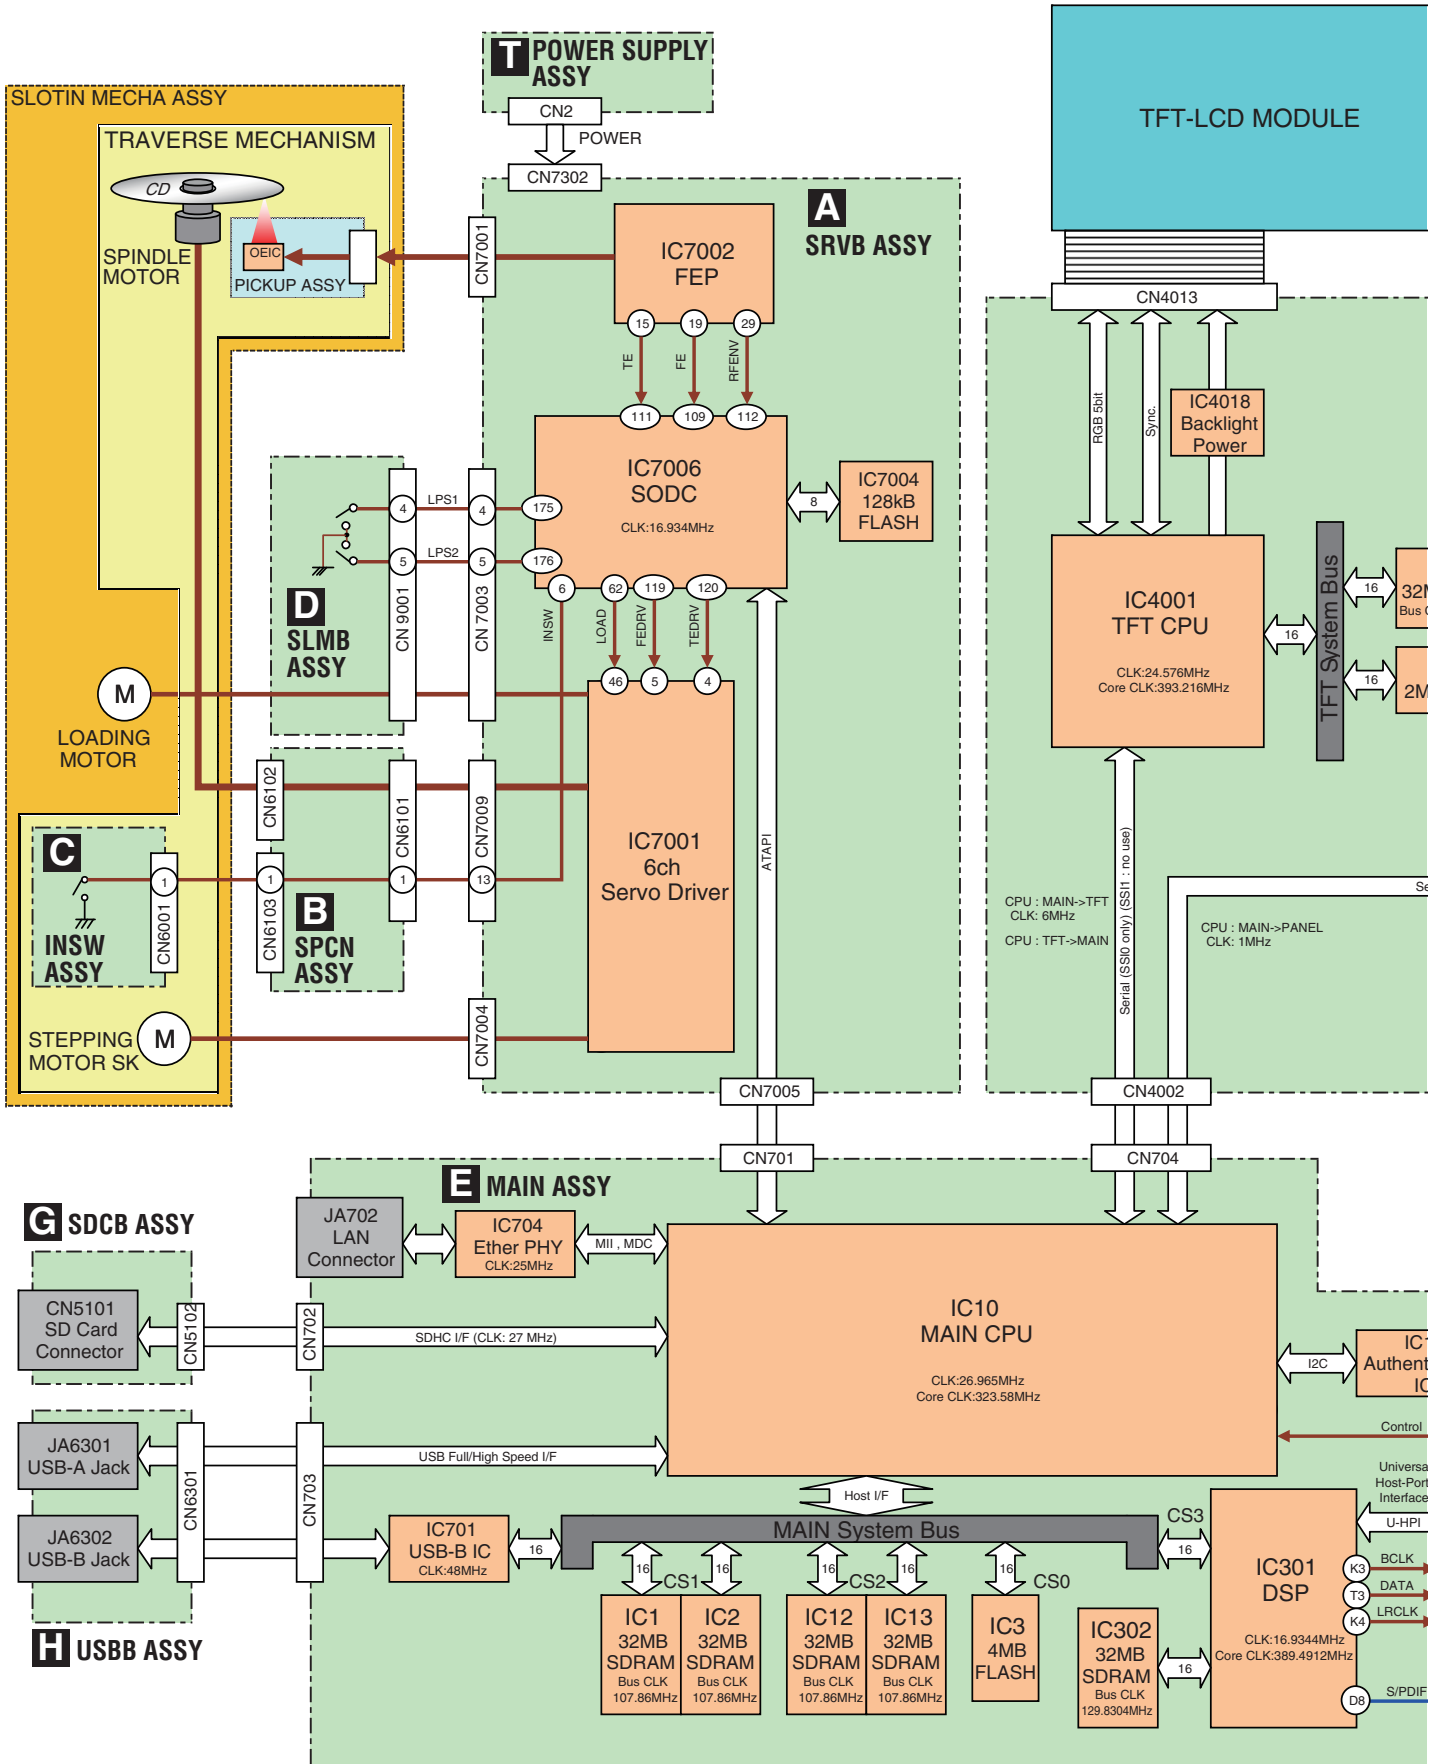 T POWER SUPPLY
ASSY
CN2
POWER
CN7302
SLOTIN MECHA ASSY
TRAVERSE MECHANISM
CD
SPINDLE
MOTOR
OEIC
PICKUP ASSY
CN7001
A
SRVB ASSY
IC7002
FEP
15
19
29
TE
FE
RFENV
111
109
112
IC7006
SODC
CLK:16.934MHz
8
IC7004
128kB
FLASH
175
176
4
LPS1
4
5
LPS2
5
CN 9001
CN 7003
D
SLMB
ASSY
6
62
119
120
INSW
LOAD
FEDRV
TEDRV
46
5
4
M
LOADING
MOTOR
CN6102
CN6101
CN7009
IC7001
6ch
Servo Driver
ATAPI
C
INSW
ASSY
1
CN6001
1
CN6103
1
13
B
SPCN
ASSY
STEPPING
MOTOR SK
M
CN7004
CN7005
TFT-LCD MODULE
CN4013
RGB 5bit
Sync.
IC4018
Backlight
Power
IC4001
TFT CPU
CLK:24.576MHz
Core CLK:393.216MHz
16
TFT System Bus
16
16
32M
Bus C
2M
Serial (SSI0 only) (SSI1 : no use)
CPU : MAIN->TFT
CLK: 6MHz
CPU : TFT->MAIN
CPU : MAIN->PANEL
CLK: 1MHz
Se
CN4002
CN701
CN704
E MAIN ASSY
G SDCB ASSY
JA702
LAN
Connector
IC704
Ether PHY
CLK:25MHz
MII , MDC
CN5101
SD Card
Connector
CN5102
CN702
SDHC I/F (CLK: 27 MHz)
IC10
MAIN CPU
CLK:26.965MHz
Core CLK:323.58MHz
I2C
IC1
Authent
IC
Control
JA6301
USB-A Jack
CN6301
CN703
USB Full/High Speed I/F
JA6302
USB-B Jack
IC701
USB-B IC
CLK:48MHz
16
Host I/F
MAIN System Bus
CS3
16
Universa
Host-Port
Interface
U-HPI
H USBB ASSY
16
CS1
16
16
CS2
16
16
CS0
IC1
32MB
SDRAM
Bus CLK
107.86MHz
IC2
32MB
SDRAM
Bus CLK
107.86MHz
IC12
32MB
SDRAM
Bus CLK
107.86MHz
IC13
32MB
SDRAM
Bus CLK
107.86MHz
IC3
4MB
FLASH
IC302
32MB
SDRAM
Bus CLK
129.8304MHz
16
IC301
DSP
CLK:16.9344MHz
Core CLK:389.4912MHz
K3
BCLK
T3
DATA
K4
LRCLK
D8
S/PDIF